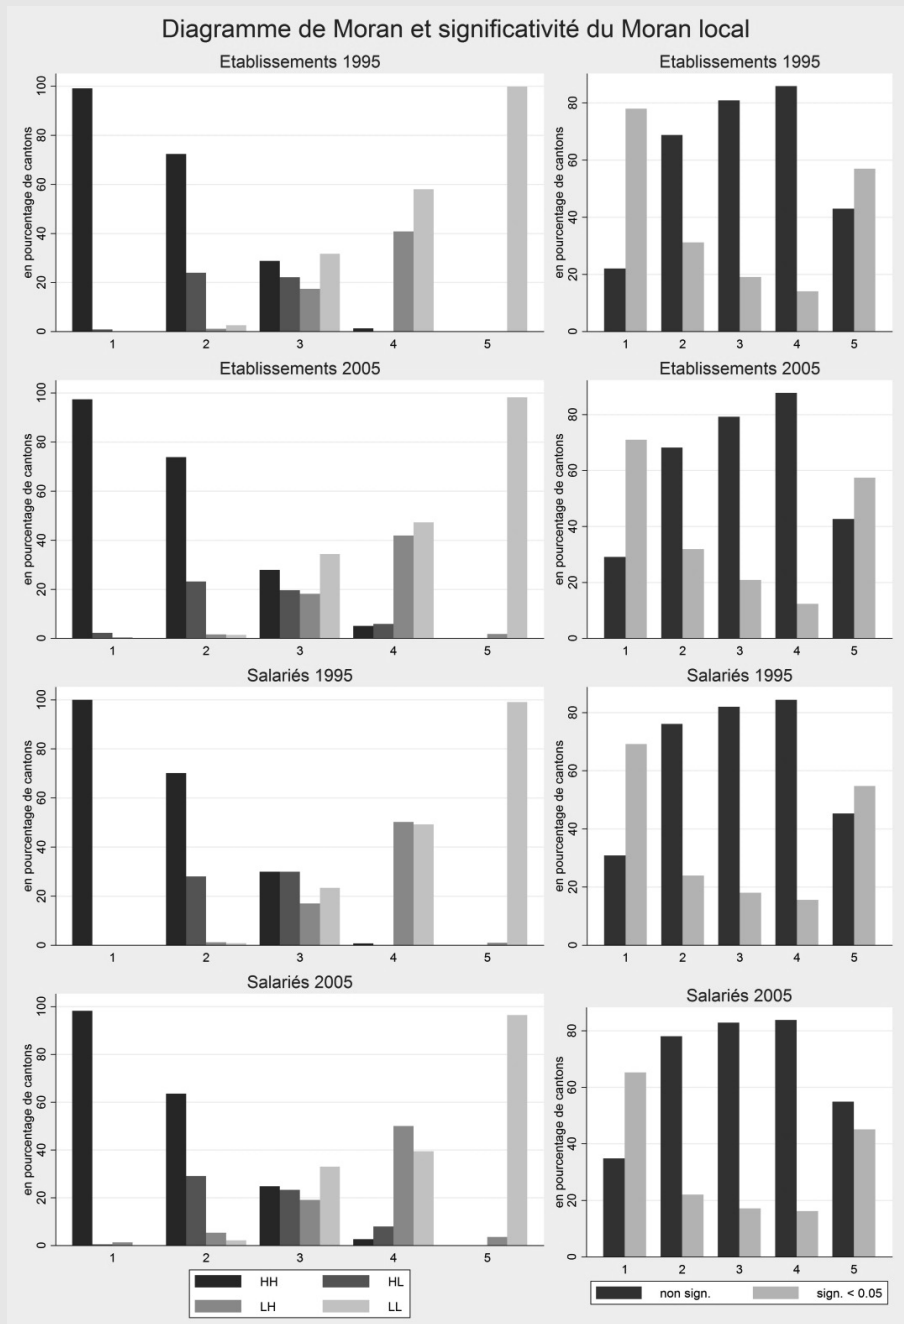 Diagramme de Moran et significativité du Moran local
Etablissements 1995
en pourcentage de cantons
0 20 40 60 80 100
1 2 3 4 5
Etablissements 1995
en pourcentage de cantons
0 20 40 60 80
1 2 3 4 5
Etablissements 2005
en pourcentage de cantons
0 20 40 60 80 100
1 2 3 4 5
Etablissements 2005
en pourcentage de cantons
0 20 40 60 80
1 2 3 4 5
Salariés 1995
en pourcentage de cantons
0 20 40 60 80 100
1 2 3 4 5
Salariés 1995
en pourcentage de cantons
0 20 40 60 80
1 2 3 4 5
Salariés 2005
en pourcentage de cantons
0 20 40 60 80 100
1 2 3 4 5
HH HL
LH LL
Salariés 2005
en pourcentage de cantons
0 20 40 60 80
1 2 3 4 5
non sign. sign. < 0.05